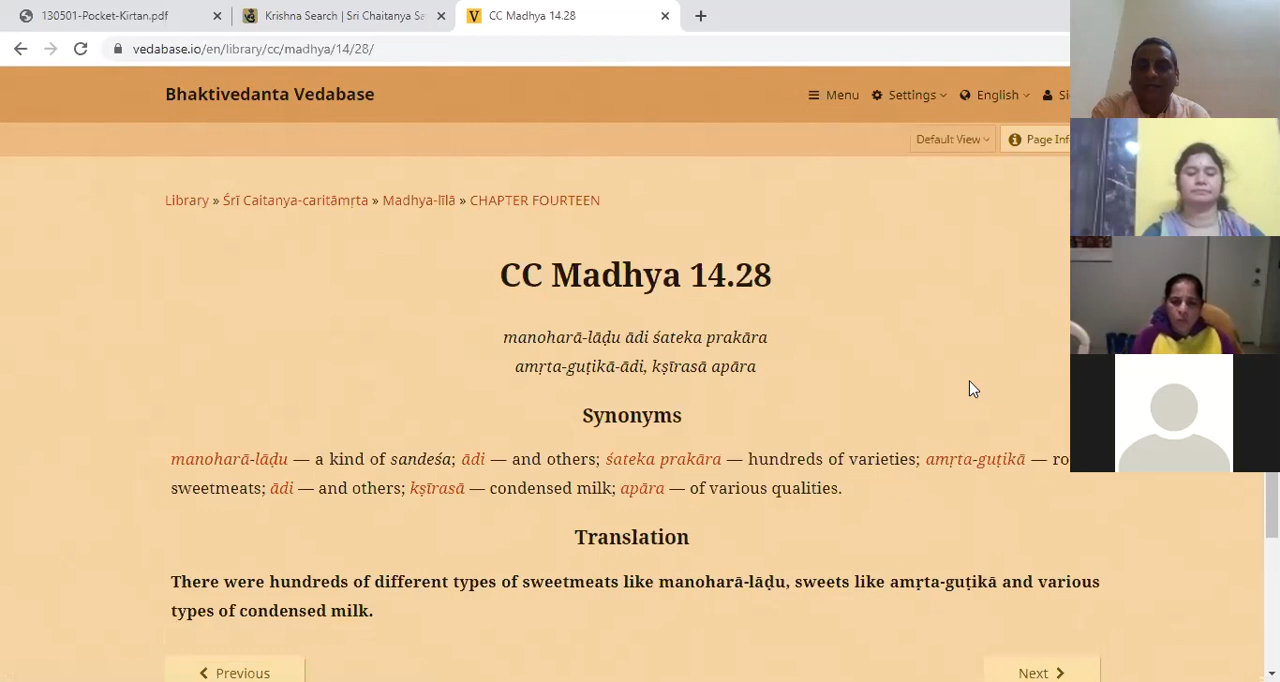 130501-Pocket-Kirtan.pdf
Krishna Search | Sri Chaitanya Sa
CC Madhya 14.28
vedabase.io/en/library/cc/madhya/14/28/
Bhaktivedanta Vedabase
Menu Settings English
Default View Page
Library » Śrī Caitanya-caritāmṛta » Madhya-līlā » CHAPTER FOURTEEN
CC Madhya 14.28
manoharā-lāḍu ādi śateka prakāra
amṛta-guṭikā-ādi, kṣīrasā apāra
Synonyms
manoharā-lāḍu — a kind of sandeśa; ādi — and others; śateka prakāra — hundreds of varieties; amṛta-guṭikā —
sweetmeats; ādi — and others; kṣīrasā — condensed milk; apāra — of various qualities.
Translation
There were hundreds of different types of sweetmeats like manoharā-lāḍu, sweets like amṛta-guṭikā and various
types of condensed milk.
Previous
Next